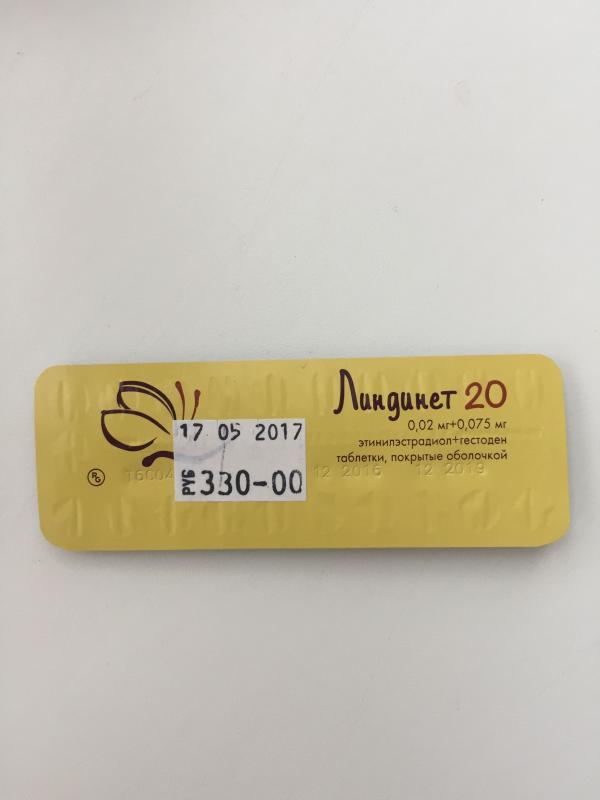 Линдинет 20
0,02 мг+0,075 мг
этинилэстрадиол+гестоден
таблетки, покрытые оболочкой
17 05 2017
РУБ 330-00
12 2016 12 2019
RG